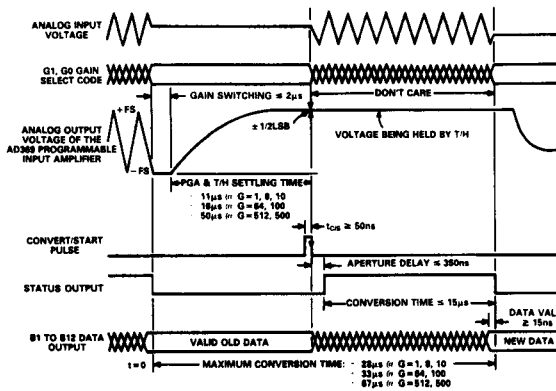 ANALOG INPUT
VOLTAGE
G1, G0 GAIN
SELECT CODE
GAIN SWITCHING ≤ 2μs
DON'T CARE
+FS
ANALOG OUTPUT
VOLTAGE OF THE
AD369 PROGRAMMABLE
INPUT AMPLIFIER
-FS
± 1/2LSB
VOLTAGE BEING HELD BY T/H
PGA & T/H SETTLING TIME
11μs @ G = 1, 8, 10
16μs @ G = 64, 100
50μs @ G = 512, 500
tC/S ≥ 50ns
CONVERT/START
PULSE
APERTURE DELAY ≤ 350ns
STATUS OUTPUT
CONVERSION TIME ≤ 15μs
DATA VAL
≥ 15ns
B1 TO B12 DATA
OUTPUT
VALID OLD DATA
NEW DATA
t=0
MAXIMUM CONVERSION TIME:
28μs @ G = 1, 8, 10
33μs @ G = 64, 100
67μs @ G = 512, 500